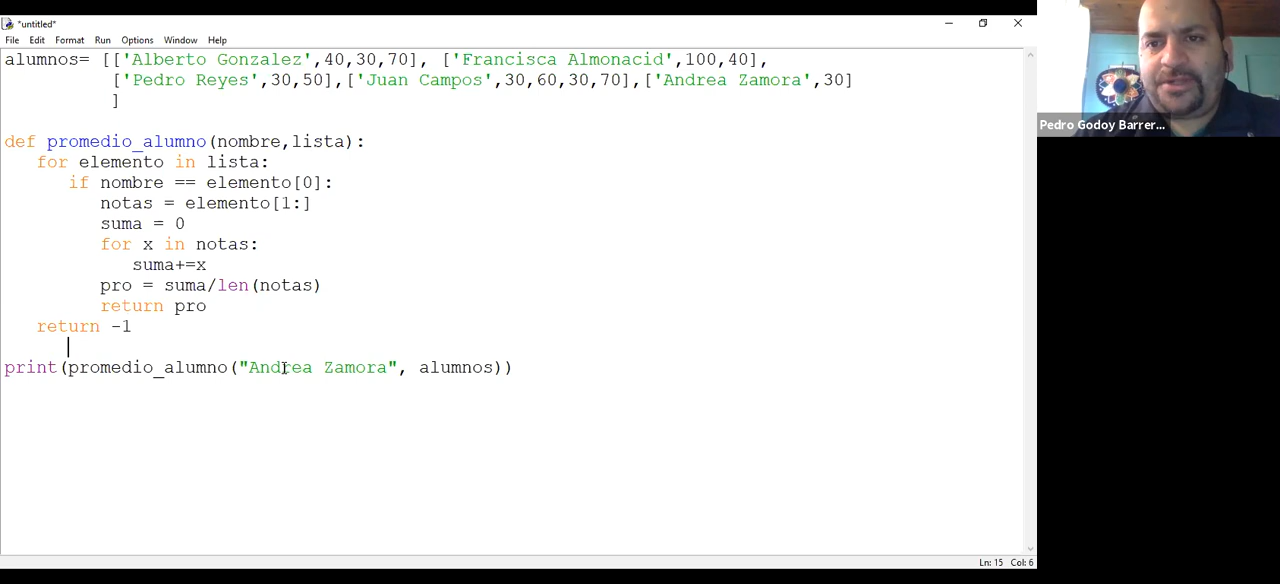 *untitled*
File Edit Format Run Options Window Help
alumnos= [['Alberto Gonzalez',40,30,70], ['Francisca Almonacid',100,40],
['Pedro Reyes',30,50],['Juan Campos',30,60,30,70],['Andrea Zamora',30]
]
def promedio_alumno(nombre,lista):
for elemento in lista:
if nombre == elemento[0]:
notas = elemento[1:]
suma = 0
for x in notas:
suma+=x
pro = suma/len(notas)
return pro
return -1
print(promedio_alumno("Andrea Zamora", alumnos))
Ln: 15 Col: 6
Pedro Godoy Barrer...